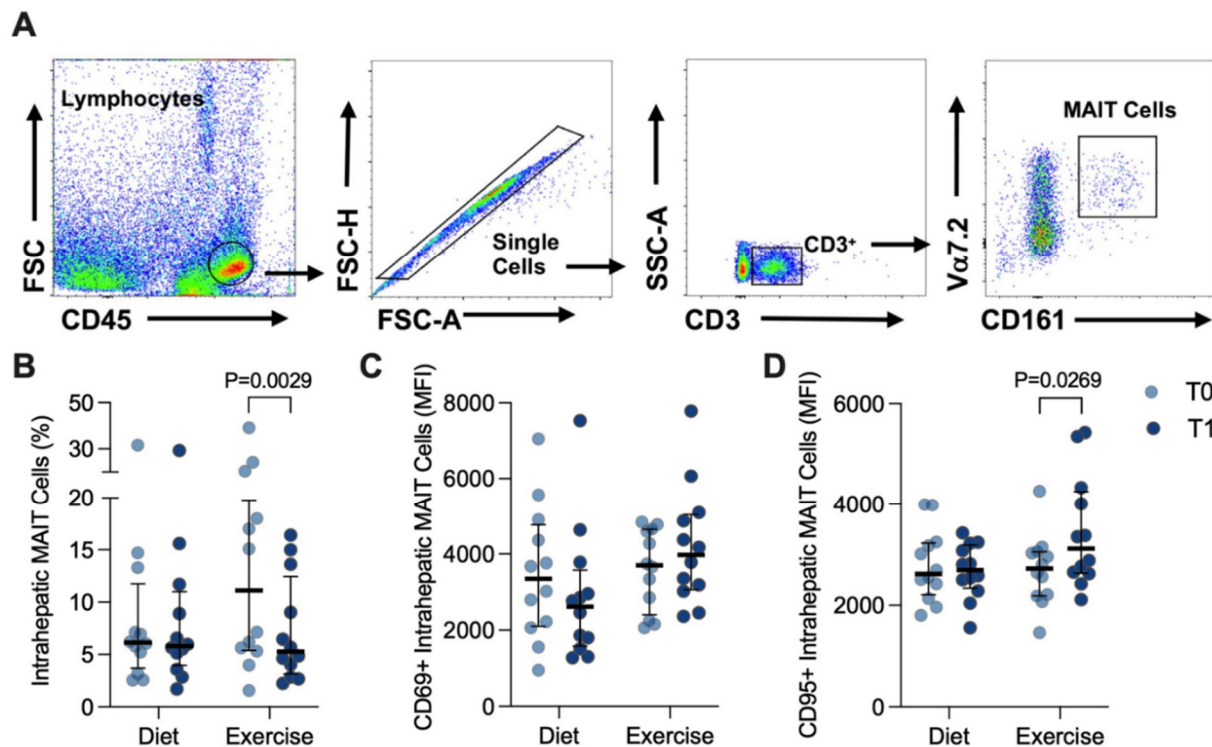 A
Lymphocytes
FSC
CD45
FSC-H
Single
Cells
FSC-A
SSC-A
CD3+
CD3
MAIT Cells
Vα7.2
CD161
B
P=0.0029
Intrahepatic MAIT Cells (%)
50
30
20
15
10
5
0
Diet
Exercise
C
CD69+ Intrahepatic MAIT Cells (MFI)
8000
6000
4000
2000
0
Diet
Exercise
D
P=0.0269
CD95+ Intrahepatic MAIT Cells (MFI)
6000
4000
2000
0
Diet
Exercise
T0
T1